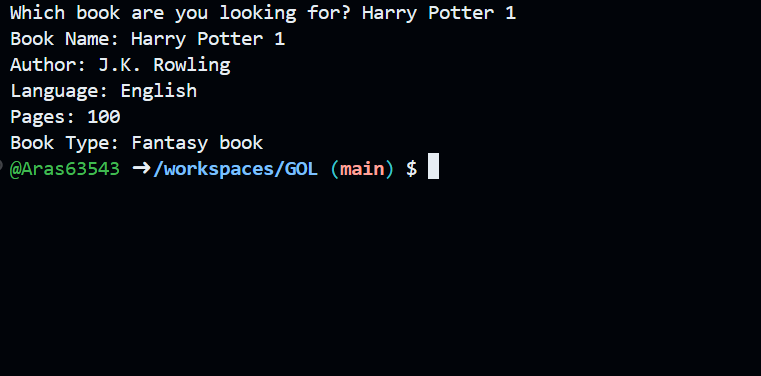 Which book are you looking for? Harry Potter 1
Book Name: Harry Potter 1
Author: J.K. Rowling
Language: English
Pages: 100
Book Type: Fantasy book
@Aras63543 ➜/workspaces/GOL (main) $